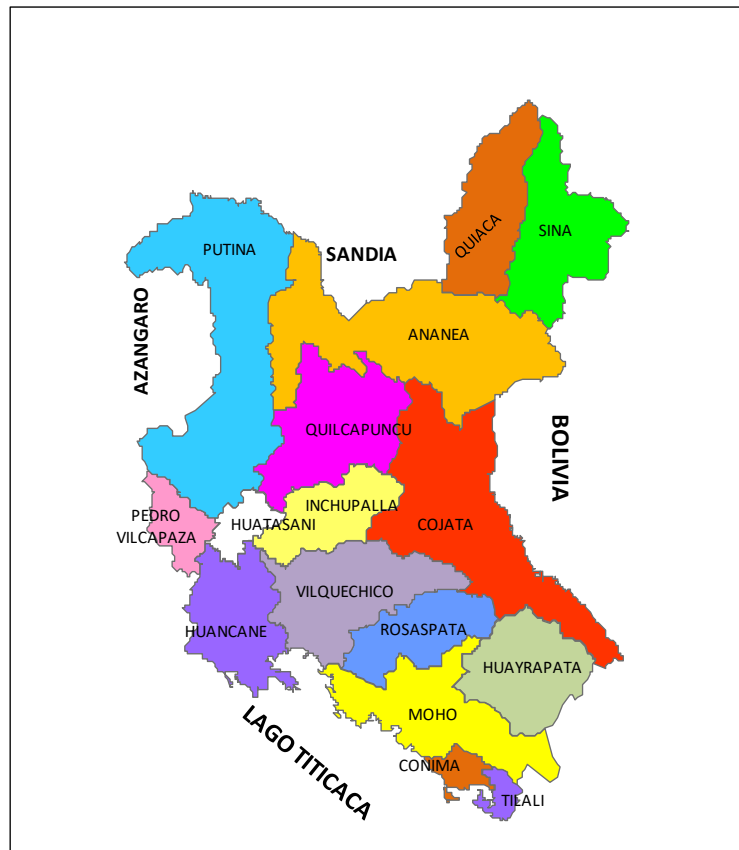 QUIACA
SINA
PUTINA
SANDIA
AZANGARO
ANANEA
BOLIVIA
QUILCAPUNCU
INCHUPALLA
PEDRO
VILCAPAZA
HUATASANI
COJATA
VILQUECHICO
HUANCANE
ROSASPATA
HUAYRAPATA
MOHO
LAGO TITICACA
CONIMA
TILALI